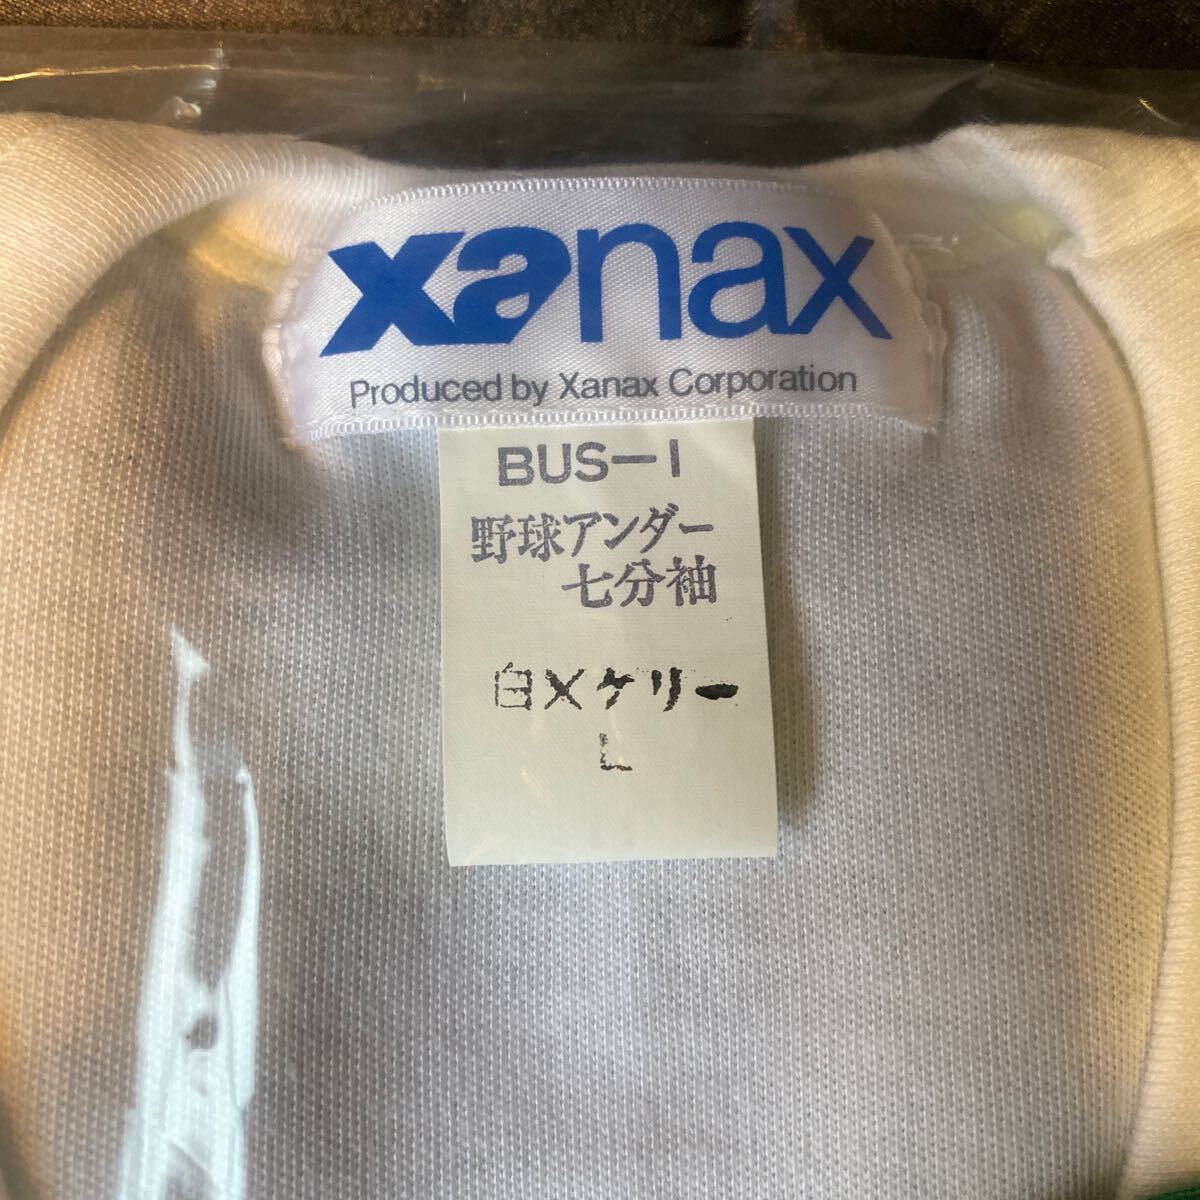 xanax
Produced by Xanax Corporation
BUS-1
野球アンダー
七分袖
白×ケリー
L